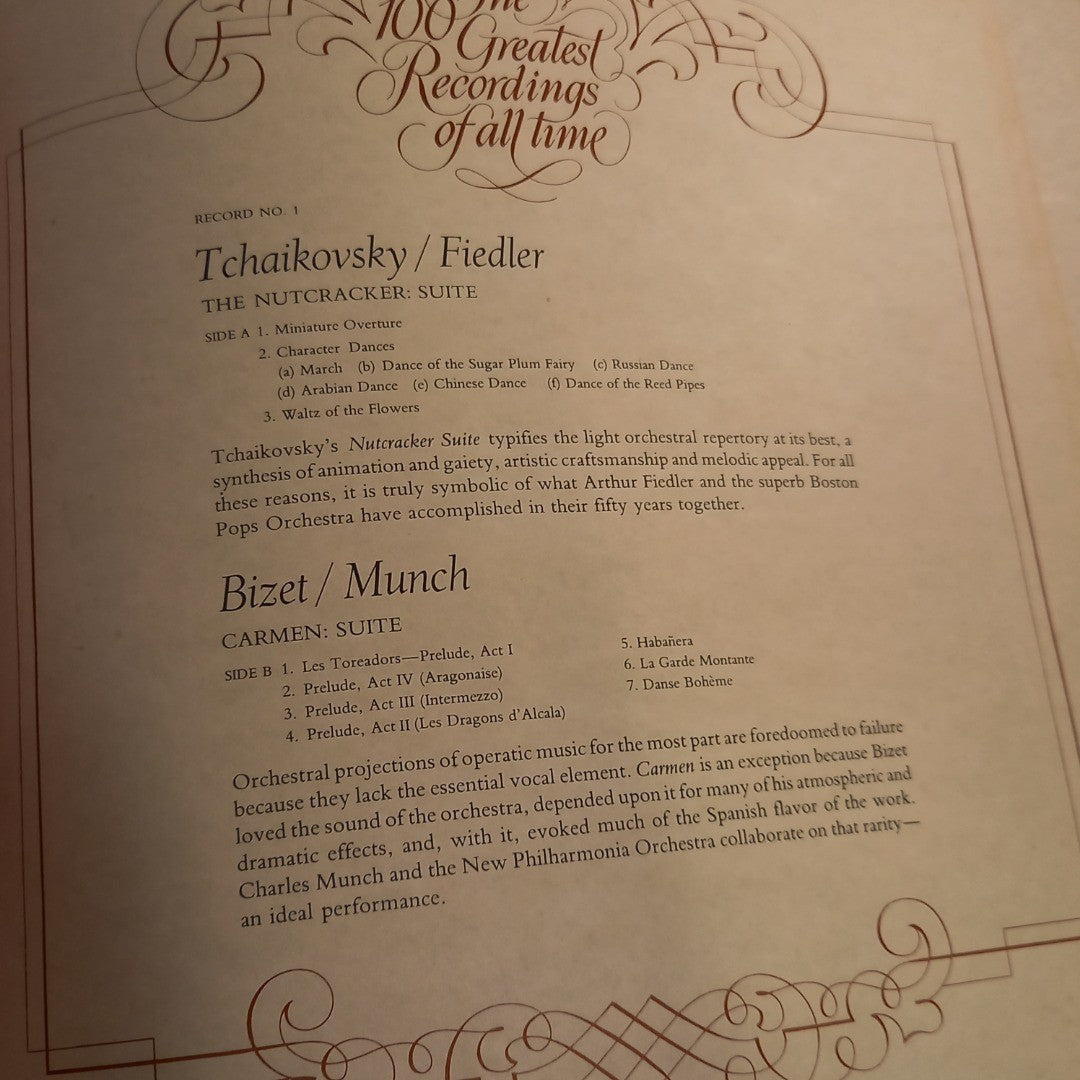 The
100
Greatest
Recordings
of all time
RECORD NO. 1
Tchaikovsky / Fiedler
THE NUTCRACKER: SUITE
SIDE A 1. Miniature Overture
2. Character Dances
(a) March (b) Dance of the Sugar Plum Fairy (c) Russian Dance
(d) Arabian Dance (e) Chinese Dance (f) Dance of the Reed Pipes
3. Waltz of the Flowers
Tchaikovsky's Nutcracker Suite typifies the light orchestral repertory at its best, a
synthesis of animation and gaiety, artistic craftsmanship and melodic appeal. For all
these reasons, it is truly symbolic of what Arthur Fiedler and the superb Boston
Pops Orchestra have accomplished in their fifty years together.
Bizet / Munch
CARMEN: SUITE
SIDE B 1. Les Toreadors—Prelude, Act I
2. Prelude, Act IV (Aragonaise)
3. Prelude, Act III (Intermezzo)
4. Prelude, Act II (Les Dragons d'Alcala)
5. Habañera
6. La Garde Montante
7. Danse Bohème
Orchestral projections of operatic music for the most part are foredoomed to failure
because they lack the essential vocal element. Carmen is an exception because Bizet
loved the sound of the orchestra, depended upon it for many of his atmospheric and
dramatic effects, and, with it, evoked much of the Spanish flavor of the work.
Charles Munch and the New Philharmonia Orchestra collaborate on that rarity—
an ideal performance.